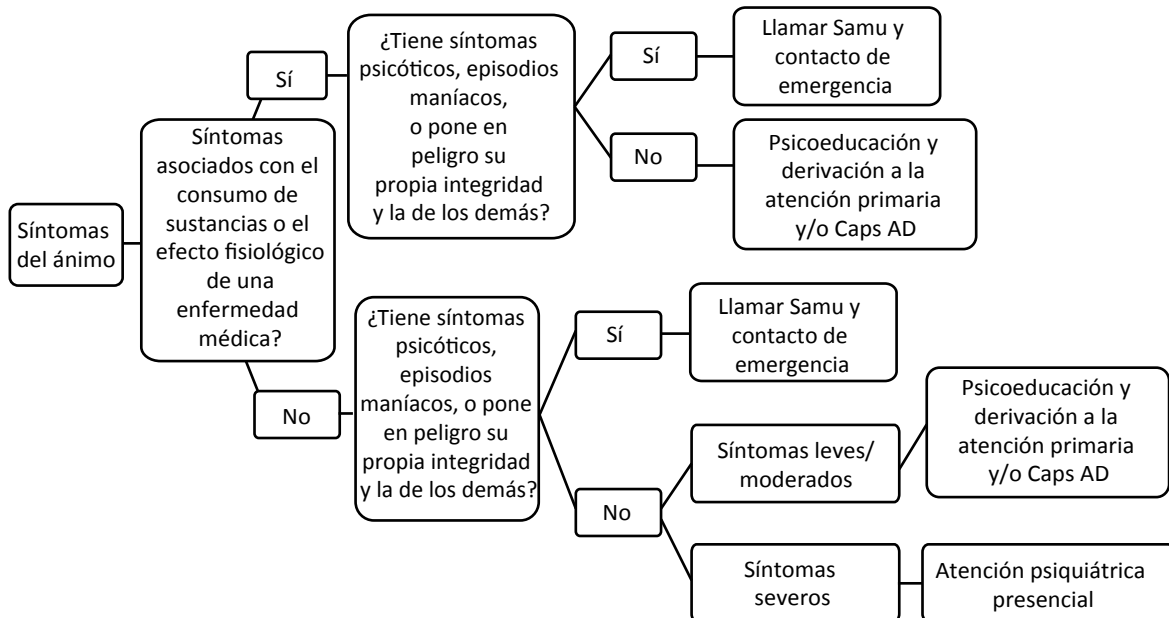 Síntomas
del ánimo
Síntomas
asociados con el
consumo de
sustancias o el
efecto fisiológico
de una
enfermedad
médica?
Sí
¿Tiene síntomas
psicóticos, episodios
maníacos,
o pone en
peligro su
propia integridad
y la de los demás?
Sí
Llamar Samu y
contacto de
emergencia
No
Psicoeducación y
derivación a la
atención primaria
y/o Caps AD
No
¿Tiene síntomas
psicóticos,
episodios
maníacos, o pone
en peligro su
propia integridad
y la de los demás?
Sí
Llamar Samu y
contacto de
emergencia
No
Síntomas leves/
moderados
Psicoeducación y
derivación a la
atención primaria
y/o Caps AD
Síntomas
severos
Atención psiquiátrica
presencial